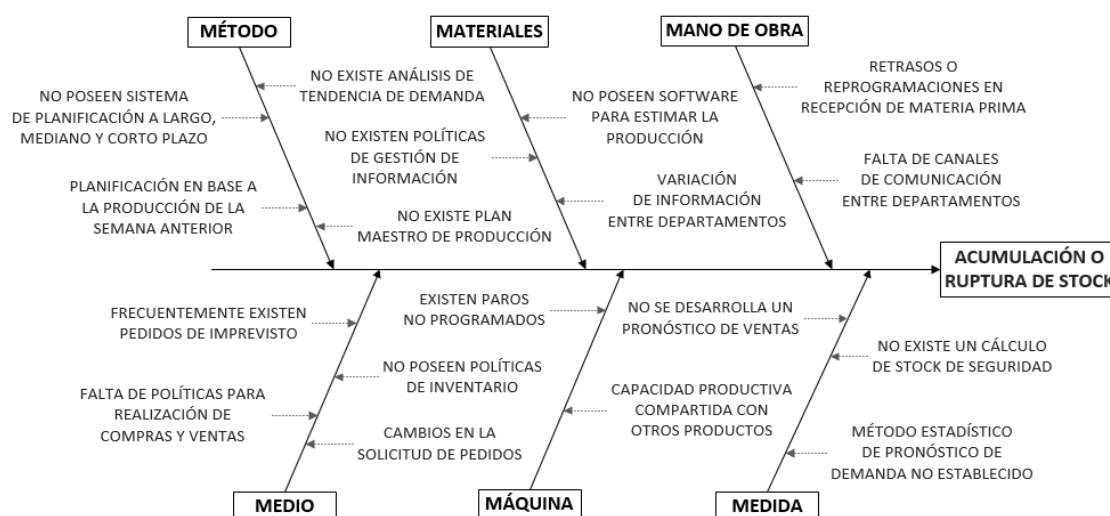 MÉTODO
MATERIALES
MANO DE OBRA
NO EXISTE ANÁLISIS DE
TENDENCIA DE DEMANDA
NO POSEEN SISTEMA
DE PLANIFICACIÓN A LARGO,
MEDIANO Y CORTO PLAZO
PLANIFICACIÓN EN BASE A
LA PRODUCCIÓN DE LA
SEMANA ANTERIOR
NO EXISTEN POLÍTICAS
DE GESTIÓN DE
INFORMACIÓN
NO EXISTE PLAN
MAESTRO DE PRODUCCIÓN
NO POSEEN SOFTWARE
PARA ESTIMAR LA
PRODUCCIÓN
VARIACIÓN
DE INFORMACIÓN
ENTRE DEPARTAMENTOS
RETRASOS O
REPROGRAMACIONES EN
RECEPCIÓN DE MATERIA PRIMA
FALTA DE CANALES
DE COMUNICACIÓN
ENTRE DEPARTAMENTOS
ACUMULACIÓN O
RUPTURA DE STOCK
FRECUENTEMENTE EXISTEN
PEDIDOS DE IMPREVISTO
FALTA DE POLÍTICAS PARA
REALIZACIÓN DE
COMPRAS Y VENTAS
NO POSEEN POLÍTICAS
DE INVENTARIO
CAMBIOS EN LA
SOLICITUD DE PEDIDOS
EXISTEN PAROS
NO PROGRAMADOS
CAPACIDAD PRODUCTIVA
COMPARTIDA CON
OTROS PRODUCTOS
NO SE DESARROLLA UN
PRONÓSTICO DE VENTAS
NO EXISTE UN CÁLCULO
DE STOCK DE SEGURIDAD
MÉTODO ESTADÍSTICO
DE PRONÓSTICO DE
DEMANDA NO ESTABLECIDO
MEDIO
MÁQUINA
MEDIDA